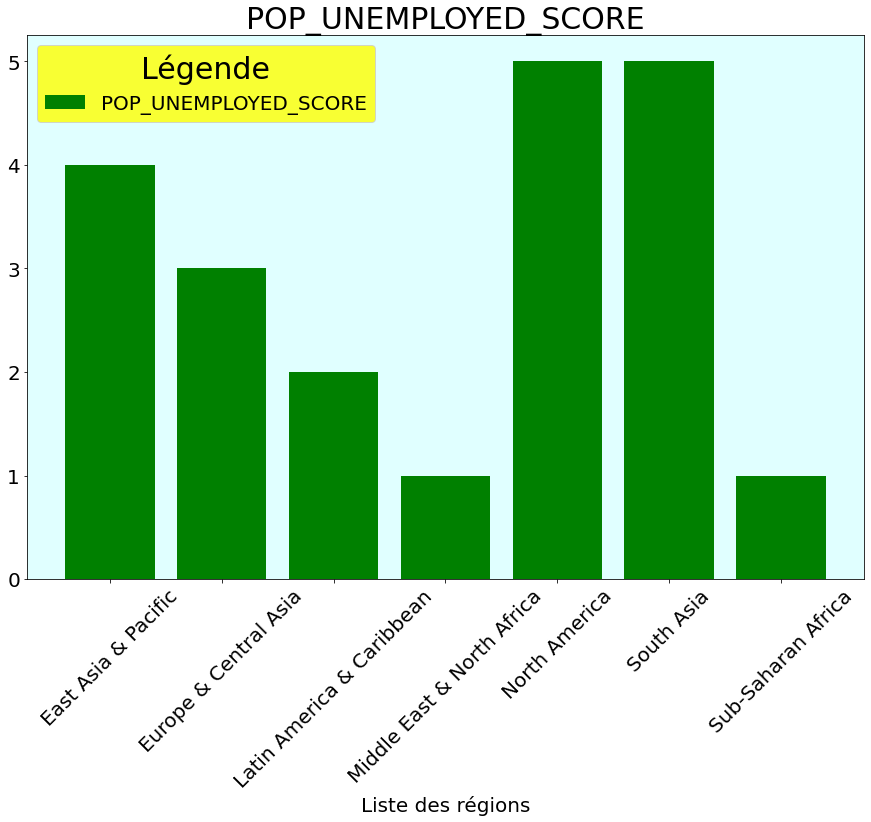 POP_UNEMPLOYED_SCORE
Légende
POP_UNEMPLOYED_SCORE
5
4
3
2
1
0
East Asia & Pacific
Europe & Central Asia
Latin America & Caribbean
Middle East & North Africa
North America
South Asia
Sub-Saharan Africa
Liste des régions